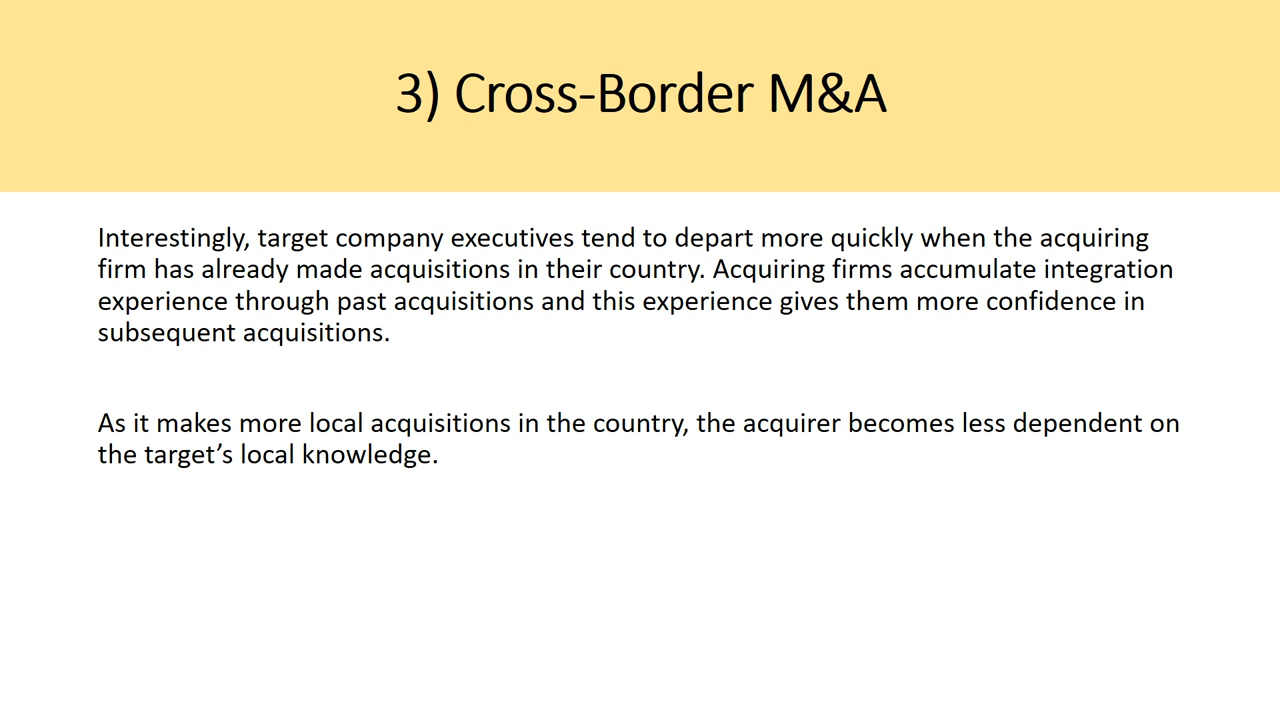 3) Cross-Border M&A
Interestingly, target company executives tend to depart more quickly when the acquiring
firm has already made acquisitions in their country. Acquiring firms accumulate integration
experience through past acquisitions and this experience gives them more confidence in
subsequent acquisitions.
As it makes more local acquisitions in the country, the acquirer becomes less dependent on
the target’s local knowledge.